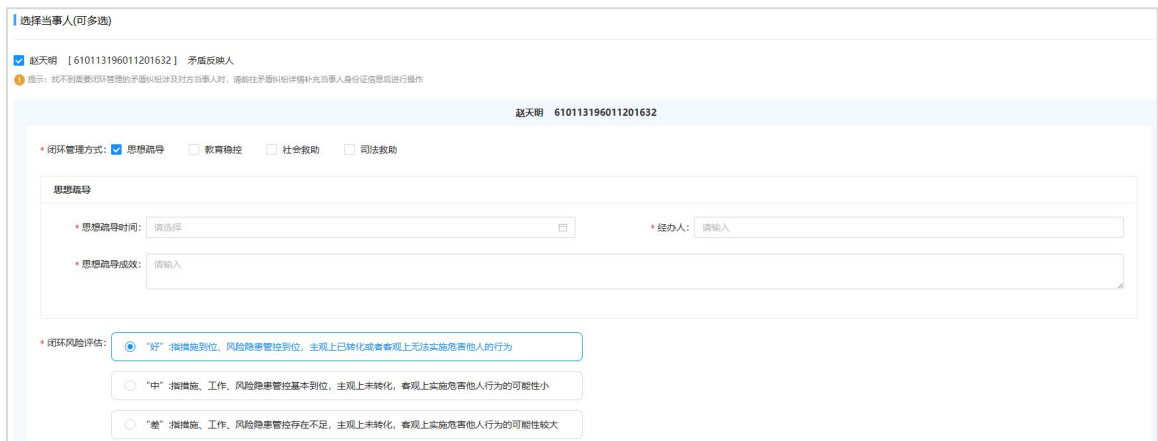 选择当事人(可多选)
赵天明 [ 610113196011201632 ] 矛盾反映人
提示：找不到需要闭环管理的矛盾纠纷涉及对方当事人时，请前往矛盾纠纷详情补充当事人身份证信息后进行操作
赵天明 610113196011201632
* 闭环管理方式： 思想疏导 教育稳控 社会救助 司法救助
思想疏导
* 思想疏导时间： 请选择 * 经办人： 请输入
* 思想疏导成效： 请输入
* 闭环风险评估： “好”:指措施到位、风险隐患管控到位，主观上已转化或者客观上无法实施危害他人的行为
“中”:指措施、工作、风险隐患管控基本到位，主观上未转化，客观上实施危害他人行为的可能性小
“差”:指措施、工作、风险隐患管控存在不足，主观上未转化，客观上实施危害他人行为的可能性较大